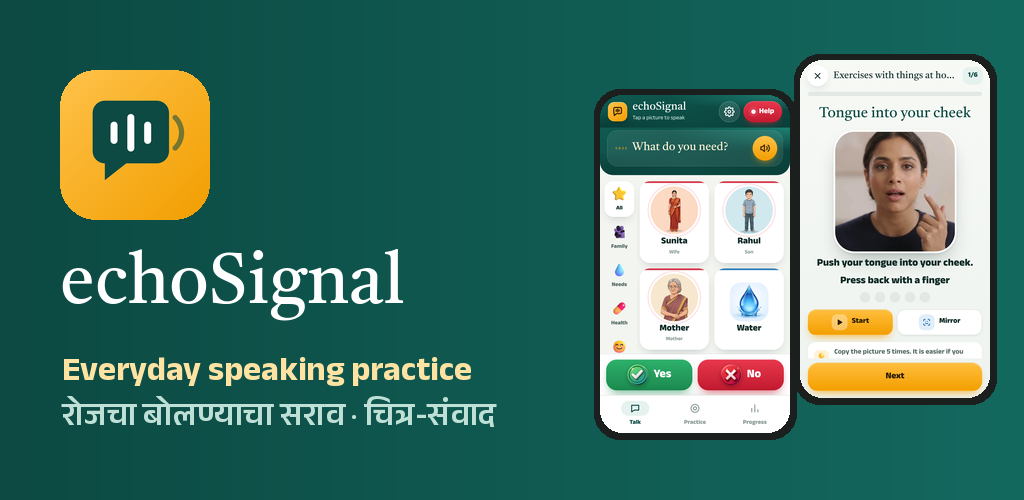 echoSignal
Everyday speaking practice
रोजचा बोलण्याचा सराव · चित्र-संवाद
echoSignal
Tap a picture to speak
Help
What do you need?
All
Family
Needs
Health
Sunita
Wife
Rahul
Son
Mother
Mother
Water
Yes
No
Talk
Practice
Progress
Exercises with things at ho...
1/6
Tongue into your cheek
Push your tongue into your cheek.
Press back with a finger
Start
Mirror
Copy the picture 5 times. It is easier if you
Next